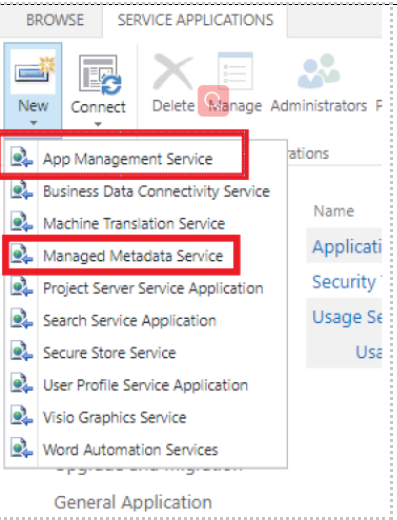 BROWSE SERVICE APPLICATIONS
New Connect Delete Manage Administrators P
App Management Service
ations
Business Data Connectivity Service
Machine Translation Service
Name
Managed Metadata Service
Applicati
Project Server Service Application
Security
Search Service Application
Usage Se
Secure Store Service
Usa
User Profile Service Application
Visio Graphics Service
Word Automation Services
Upgrade and Migration
General Application